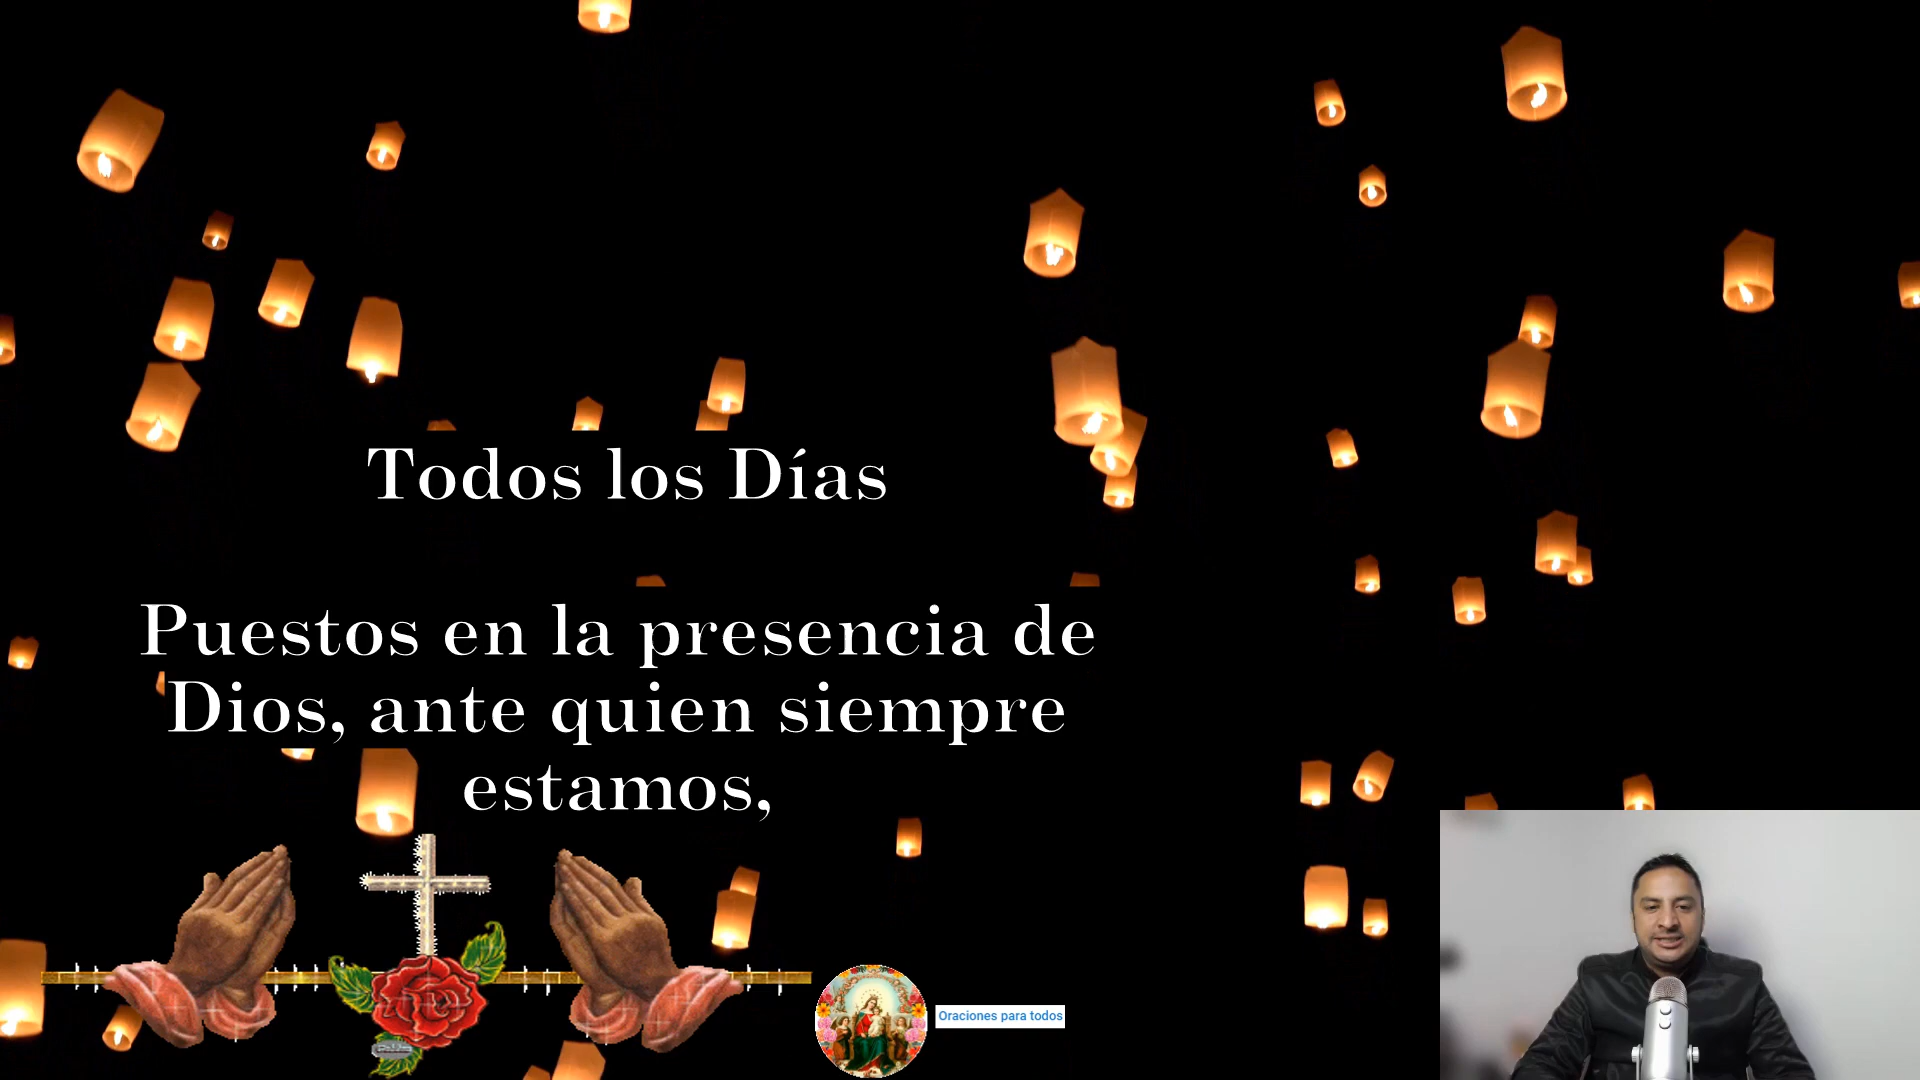 Todos los Días
Puestos en la presencia de
Dios, ante quien siempre
estamos,
Oraciones para todos